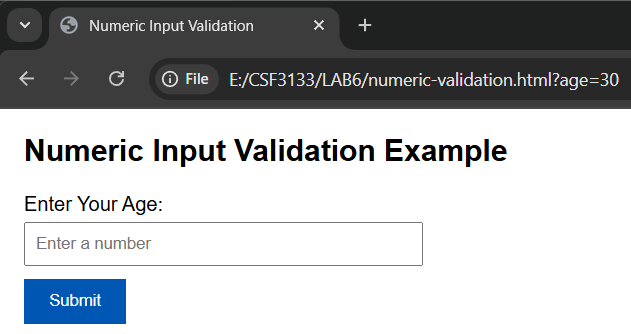 Numeric Input Validation
File E:/CSF3133/LAB6/numeric-validation.html?age=30
Numeric Input Validation Example
Enter Your Age:
Enter a number
Submit